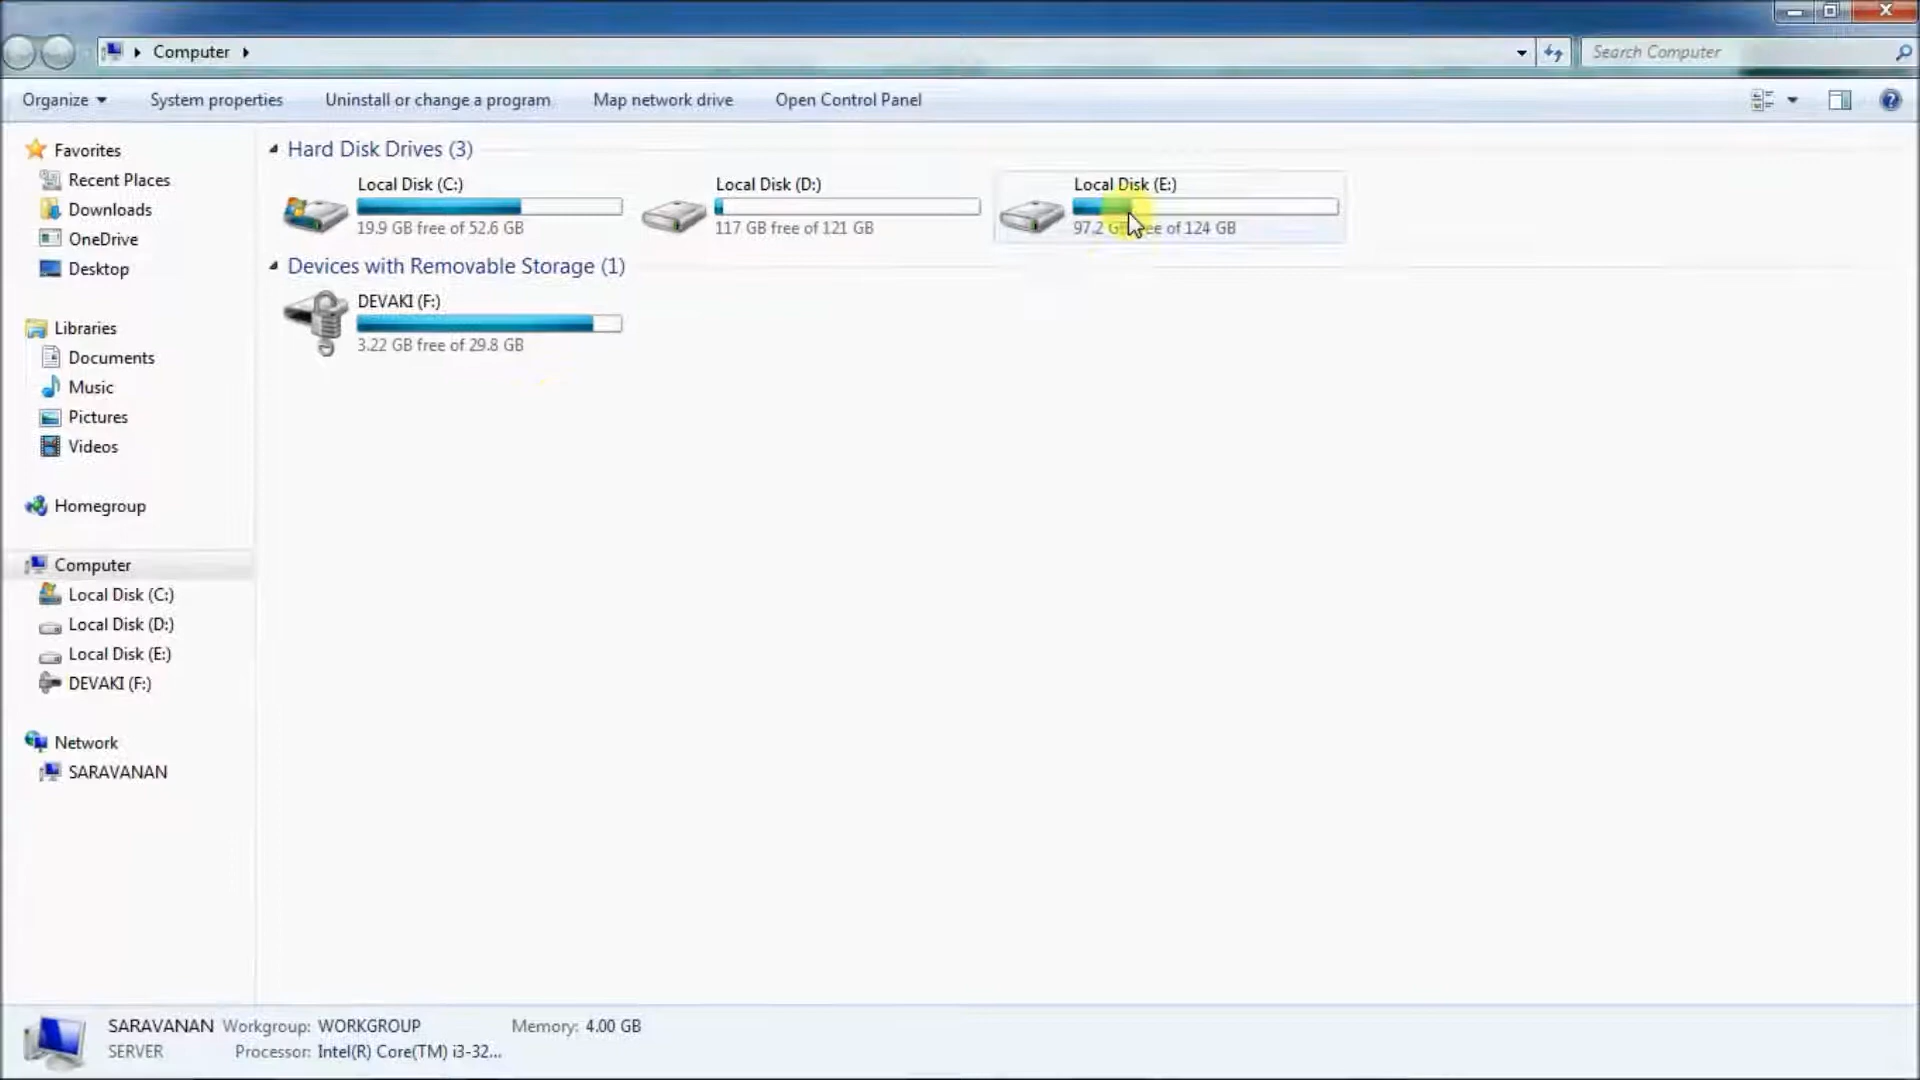 Computer
Search Computer
Organize
System properties
Uninstall or change a program
Map network drive
Open Control Panel
Favorites
Recent Places
Downloads
OneDrive
Desktop
Libraries
Documents
Music
Pictures
Videos
Homegroup
Computer
Local Disk (C:)
Local Disk (D:)
Local Disk (E:)
DEVAKI (F:)
Network
SARAVANAN
Hard Disk Drives (3)
Local Disk (C:)
19.9 GB free of 52.6 GB
Local Disk (D:)
117 GB free of 121 GB
Local Disk (E:)
97.2 of 124 GB
Devices with Removable Storage (1)
DEVAKI (F:)
3.22 GB free of 29.8 GB
SARAVANAN Workgroup: WORKGROUP Memory: 4.00 GB
SERVER Processor: Intel(R) Core(TM) i3-32...